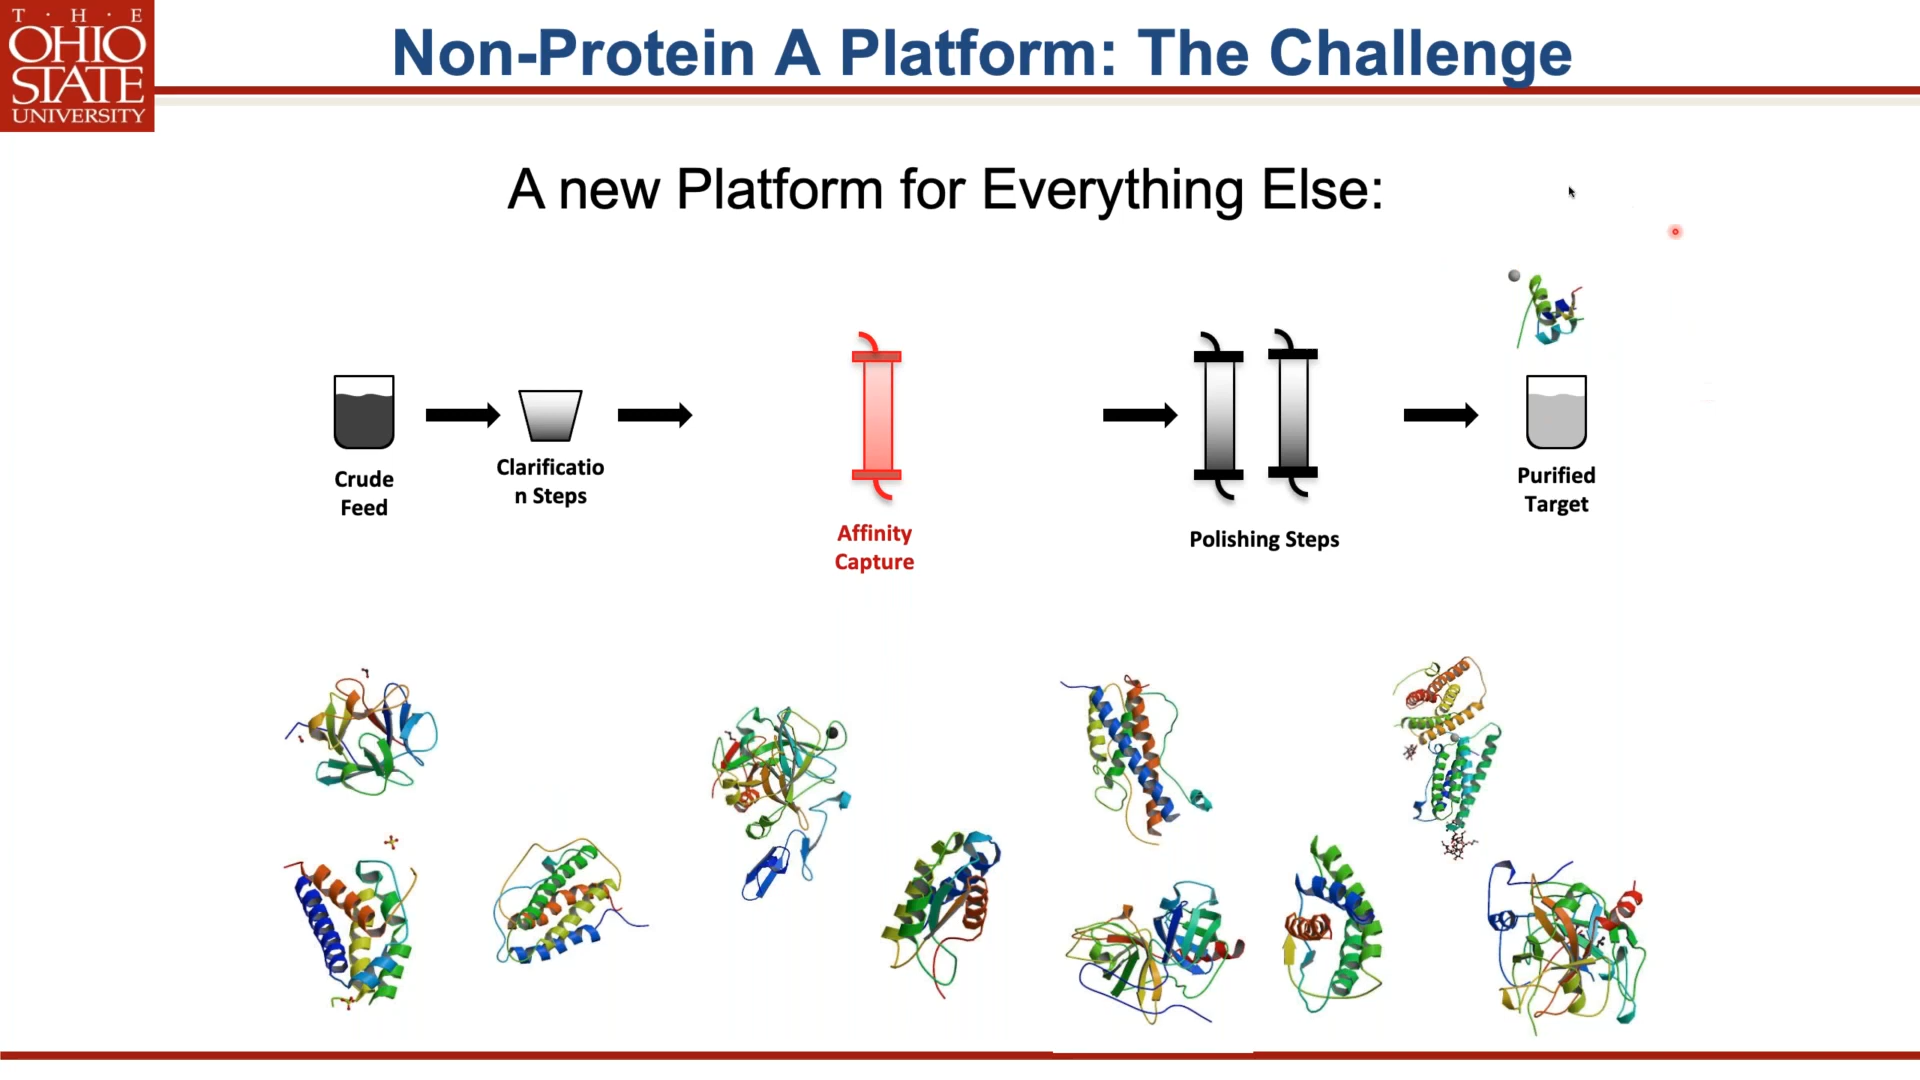 T · H · E
OHIO
STATE
UNIVERSITY
Non-Protein A Platform: The Challenge
A new Platform for Everything Else:
Crude
Feed
Clarificatio
n Steps
Affinity
Capture
Polishing Steps
Purified
Target